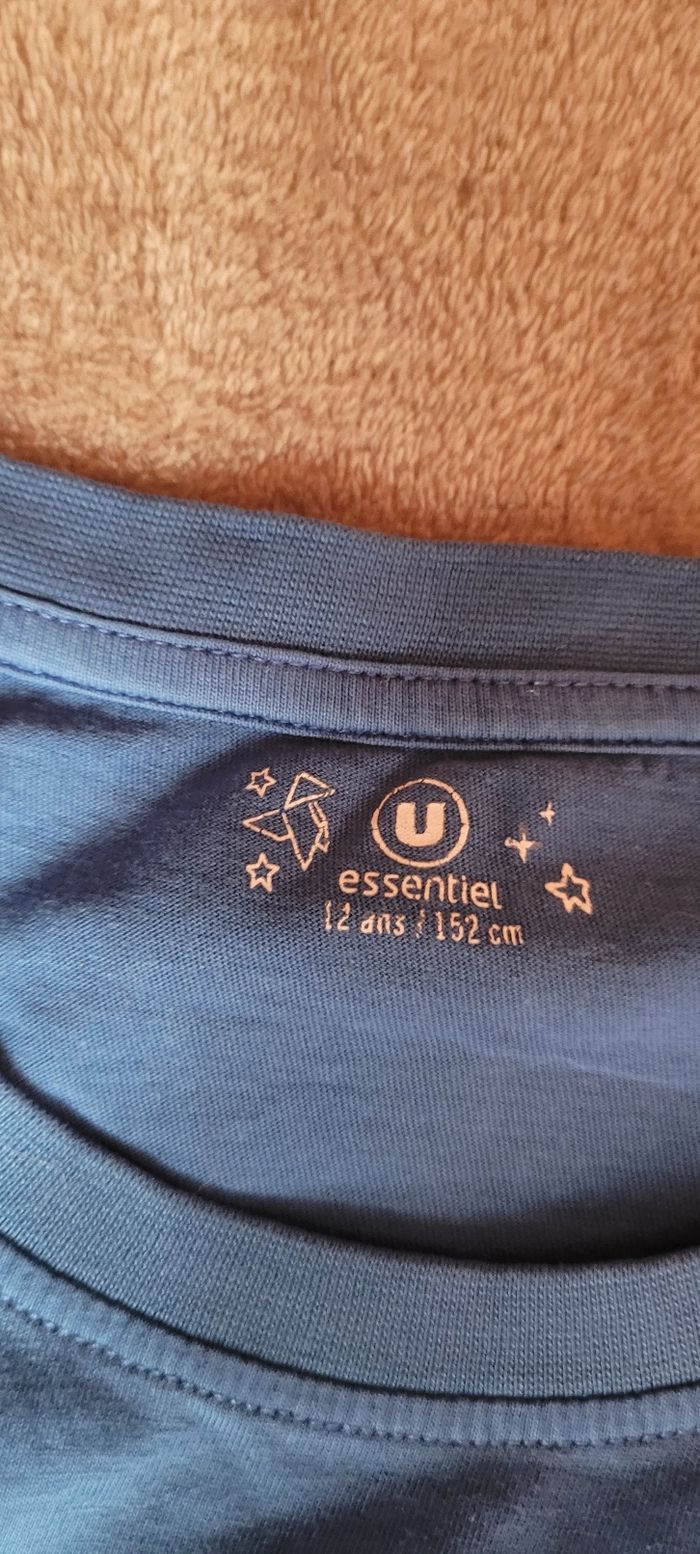 U
essentiel
12 ans / 152 cm